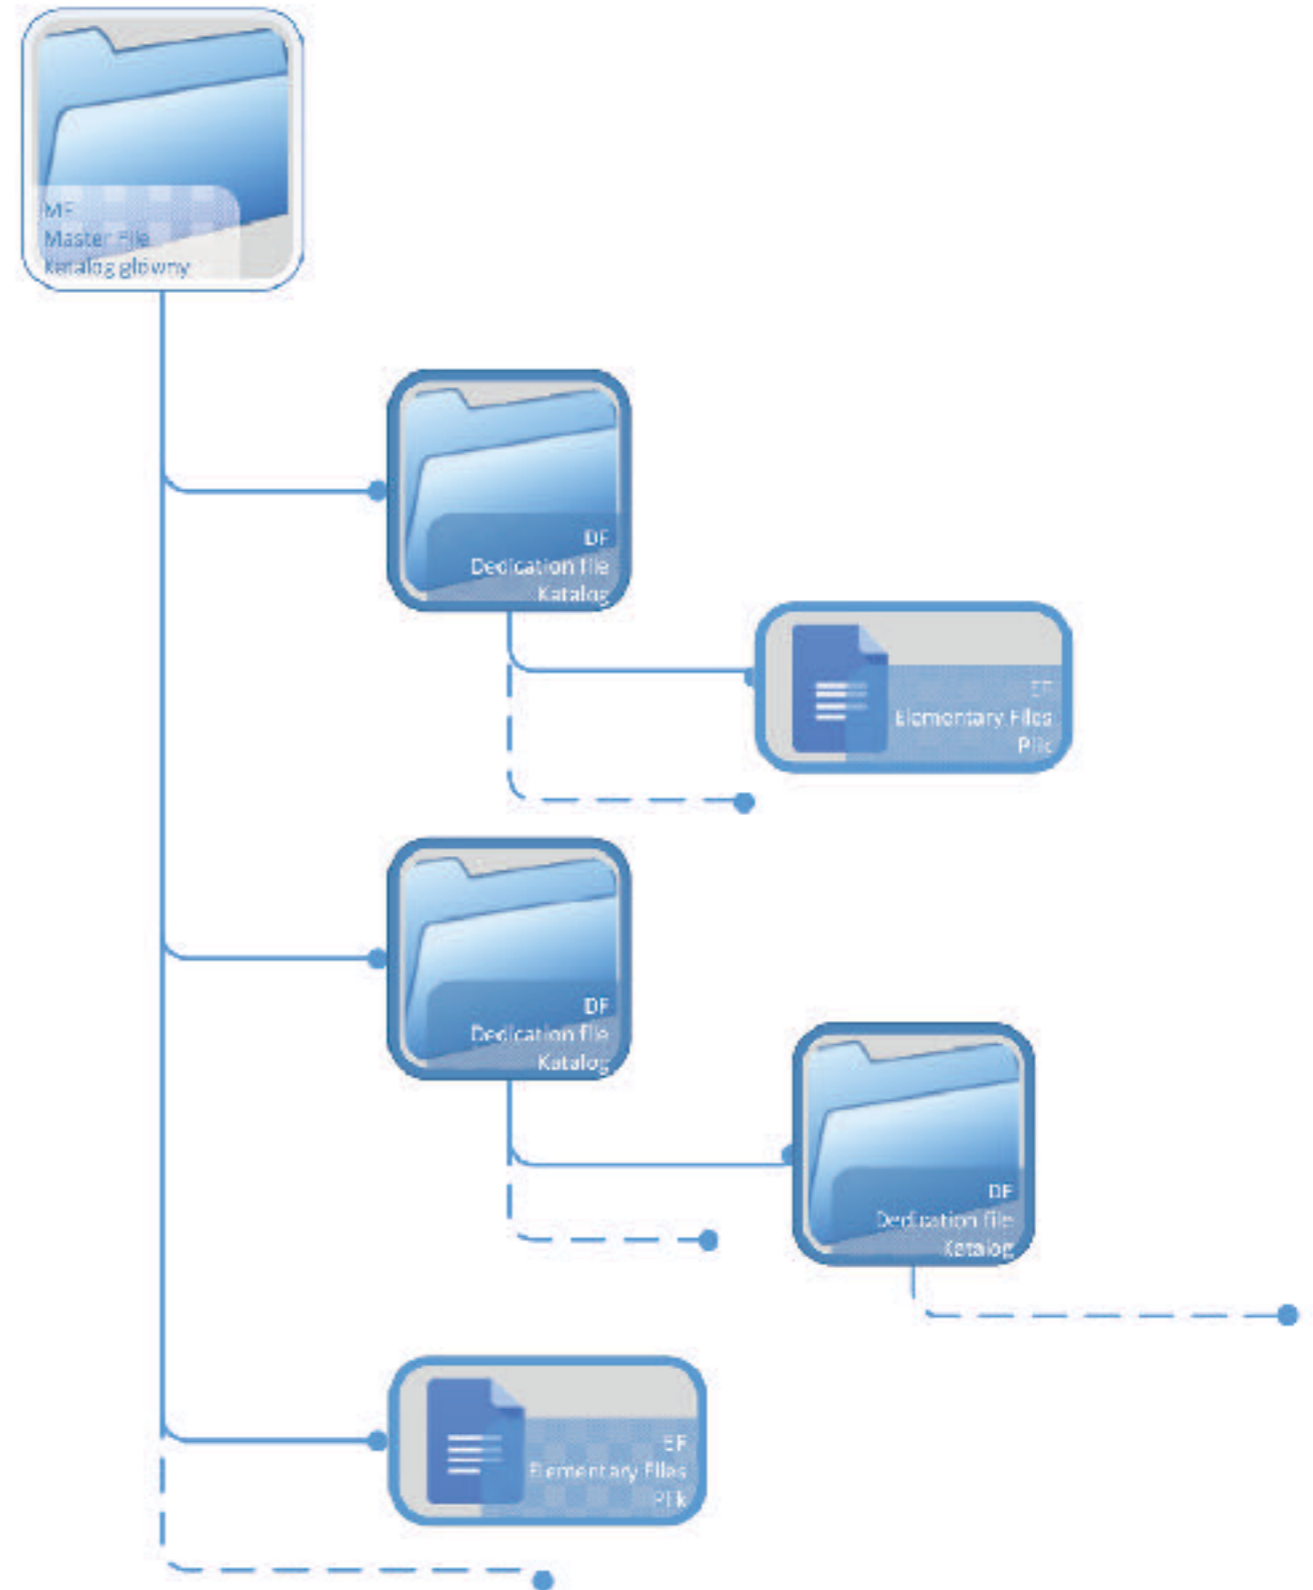 MF
Master File
Katalog główny
DF
Dedication file
Katalog
EF
Elementary Files
Plik
DF
Dedication file
Katalog
DF
Dedication file
Katalog
EF
Elementary Files
Plik